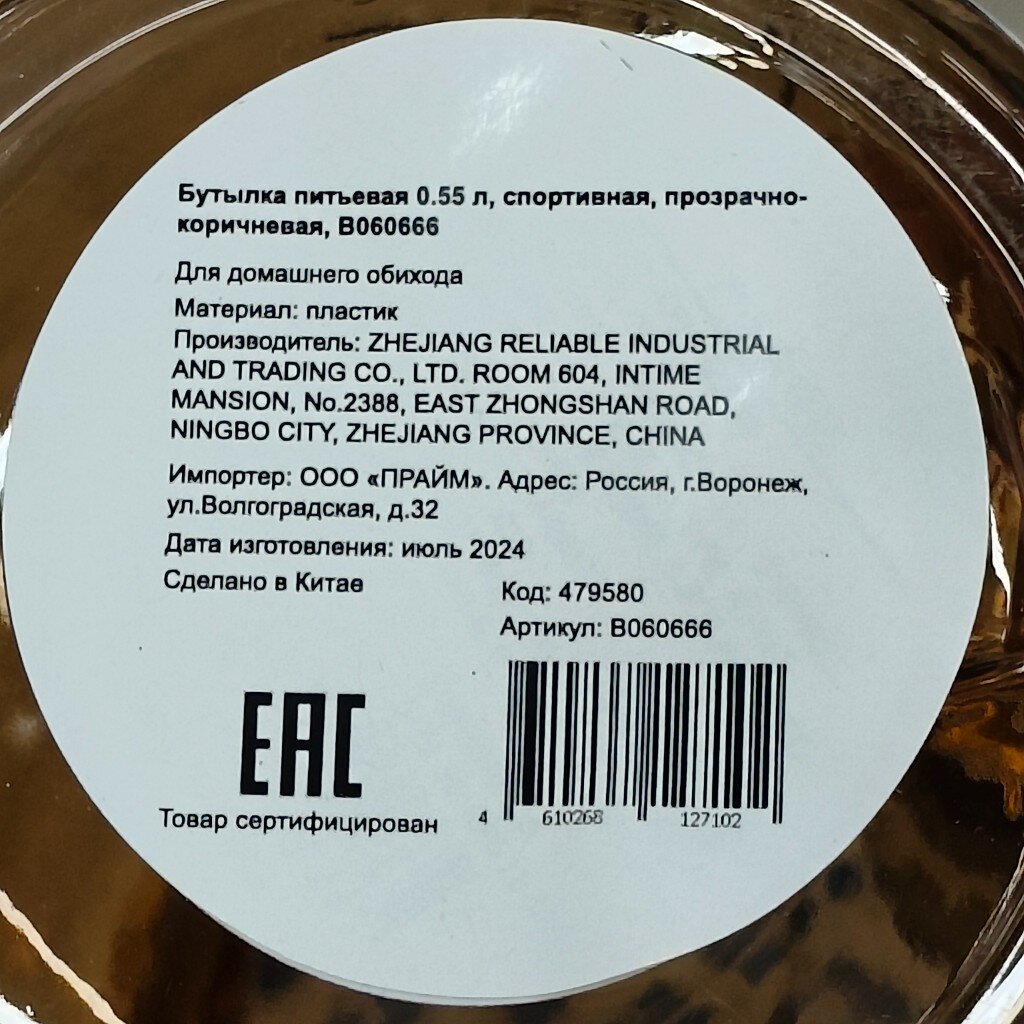 Бутылка питьевая 0.55 л, спортивная, прозрачно-
коричневая, B060666
Для домашнего обихода
Материал: пластик
Производитель: ZHEJIANG RELIABLE INDUSTRIAL
AND TRADING CO., LTD. ROOM 604, INTIME
MANSION, No.2388, EAST ZHONGSHAN ROAD,
NINGBO CITY, ZHEJIANG PROVINCE, CHINA
Импортер: ООО «ПРАЙМ». Адрес: Россия, г.Воронеж,
ул.Волгоградская, д.32
Дата изготовления: июль 2024
Сделано в Китае
Код: 479580
Артикул: B060666
EAC
Товар сертифицирован
4 610268 127102